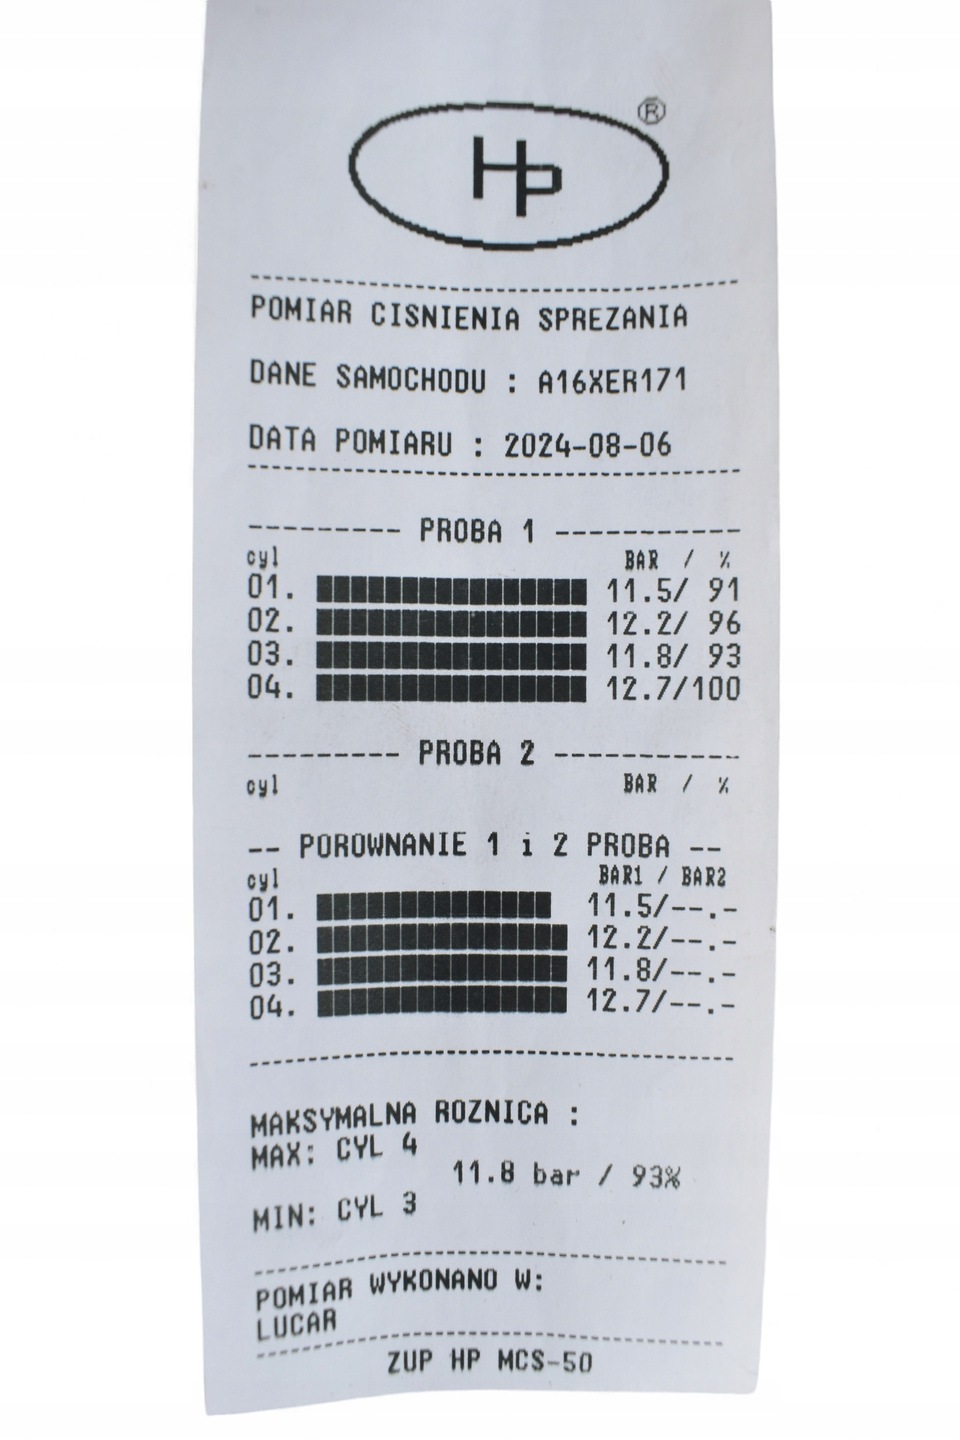 HP ®
POMIAR CISNIENIA SPREZANIA
DANE SAMOCHODU : A16XER171
DATA POMIARU : 2024-08-06
--------- PROBA 1 -----------
cyl BAR / %
01. 11.5/ 91
02. 12.2/ 96
03. 11.8/ 93
04. 12.7/100
--------- PROBA 2 -----------
cyl BAR / %
-- POROWNANIE 1 i 2 PROBA --
cyl BAR1 / BAR2
01. 11.5/--.-
02. 12.2/--.-
03. 11.8/--.-
04. 12.7/--.-
MAKSYMALNA ROZNICA :
MAX: CYL 4
11.8 bar / 93%
MIN: CYL 3
POMIAR WYKONANO W:
LUCAR
ZUP HP MCS-50